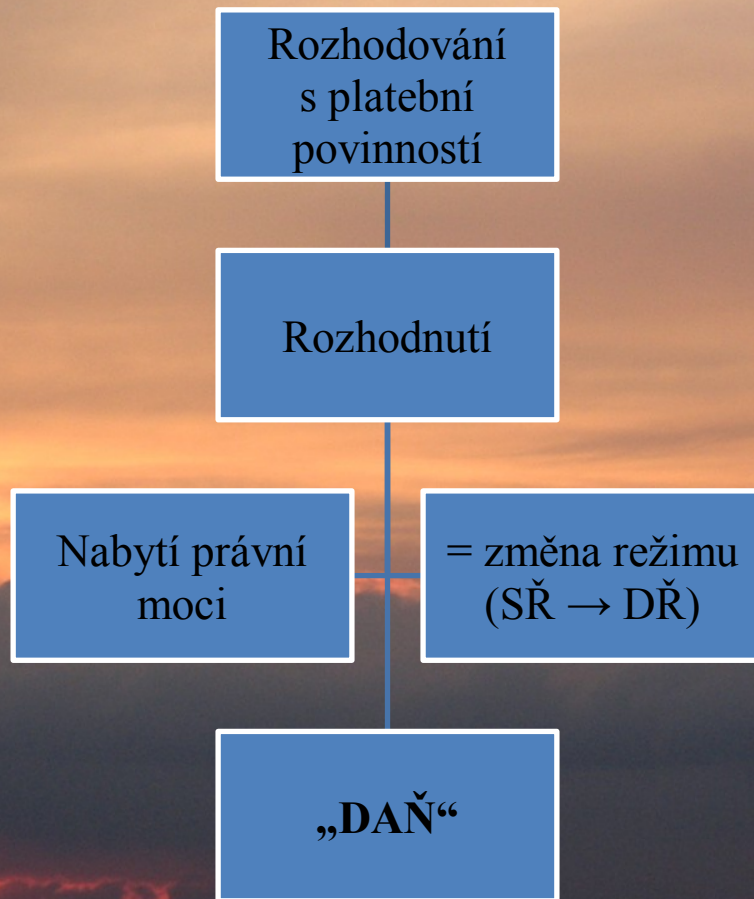 Rozhodování
s platební
povinností
Rozhodnutí
Nabytí právní
moci
= změna režimu
(SŘ → DŘ)
„DAŇ“